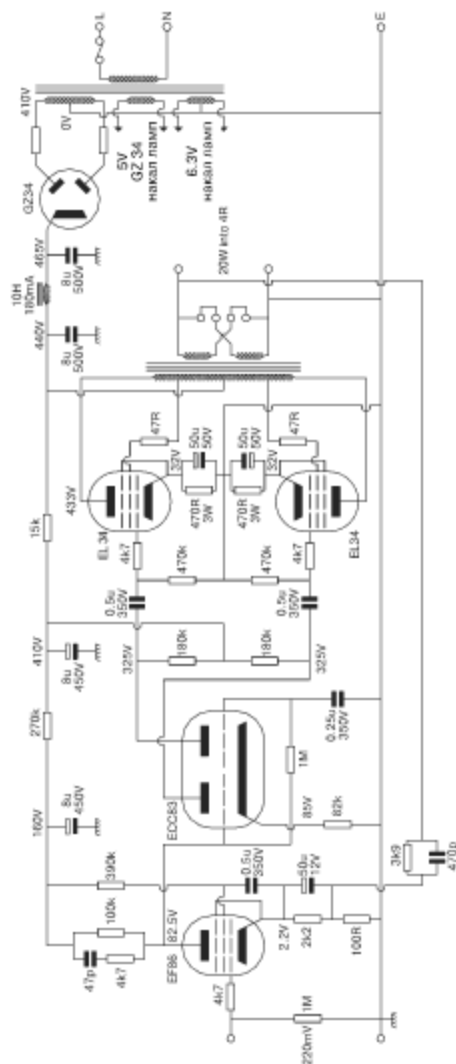 L
N
E
410V
0V
5V
GZ 34
накал ламп
6.3V
накал ламп
GZ34
465V
8u
500V
10H
180mA
440V
8u
500V
20W into 4R
47R
47R
50u
50V
50u
50V
32V
32V
470R
3W
470R
3W
433V
EL 34
EL34
4k7
4k7
470k
470k
15k
0.5u
350V
0.5u
350V
410V
8u
450V
325V
325V
180k
180k
270k
ECC83
0.25u
350V
1M
85V
82k
160V
8u
450V
390k
100k
47p
4k7
82.5V
EF86
0.5u
350V
50u
12V
2.2V
2k2
100R
3k9
470p
4k7
1M
220mV